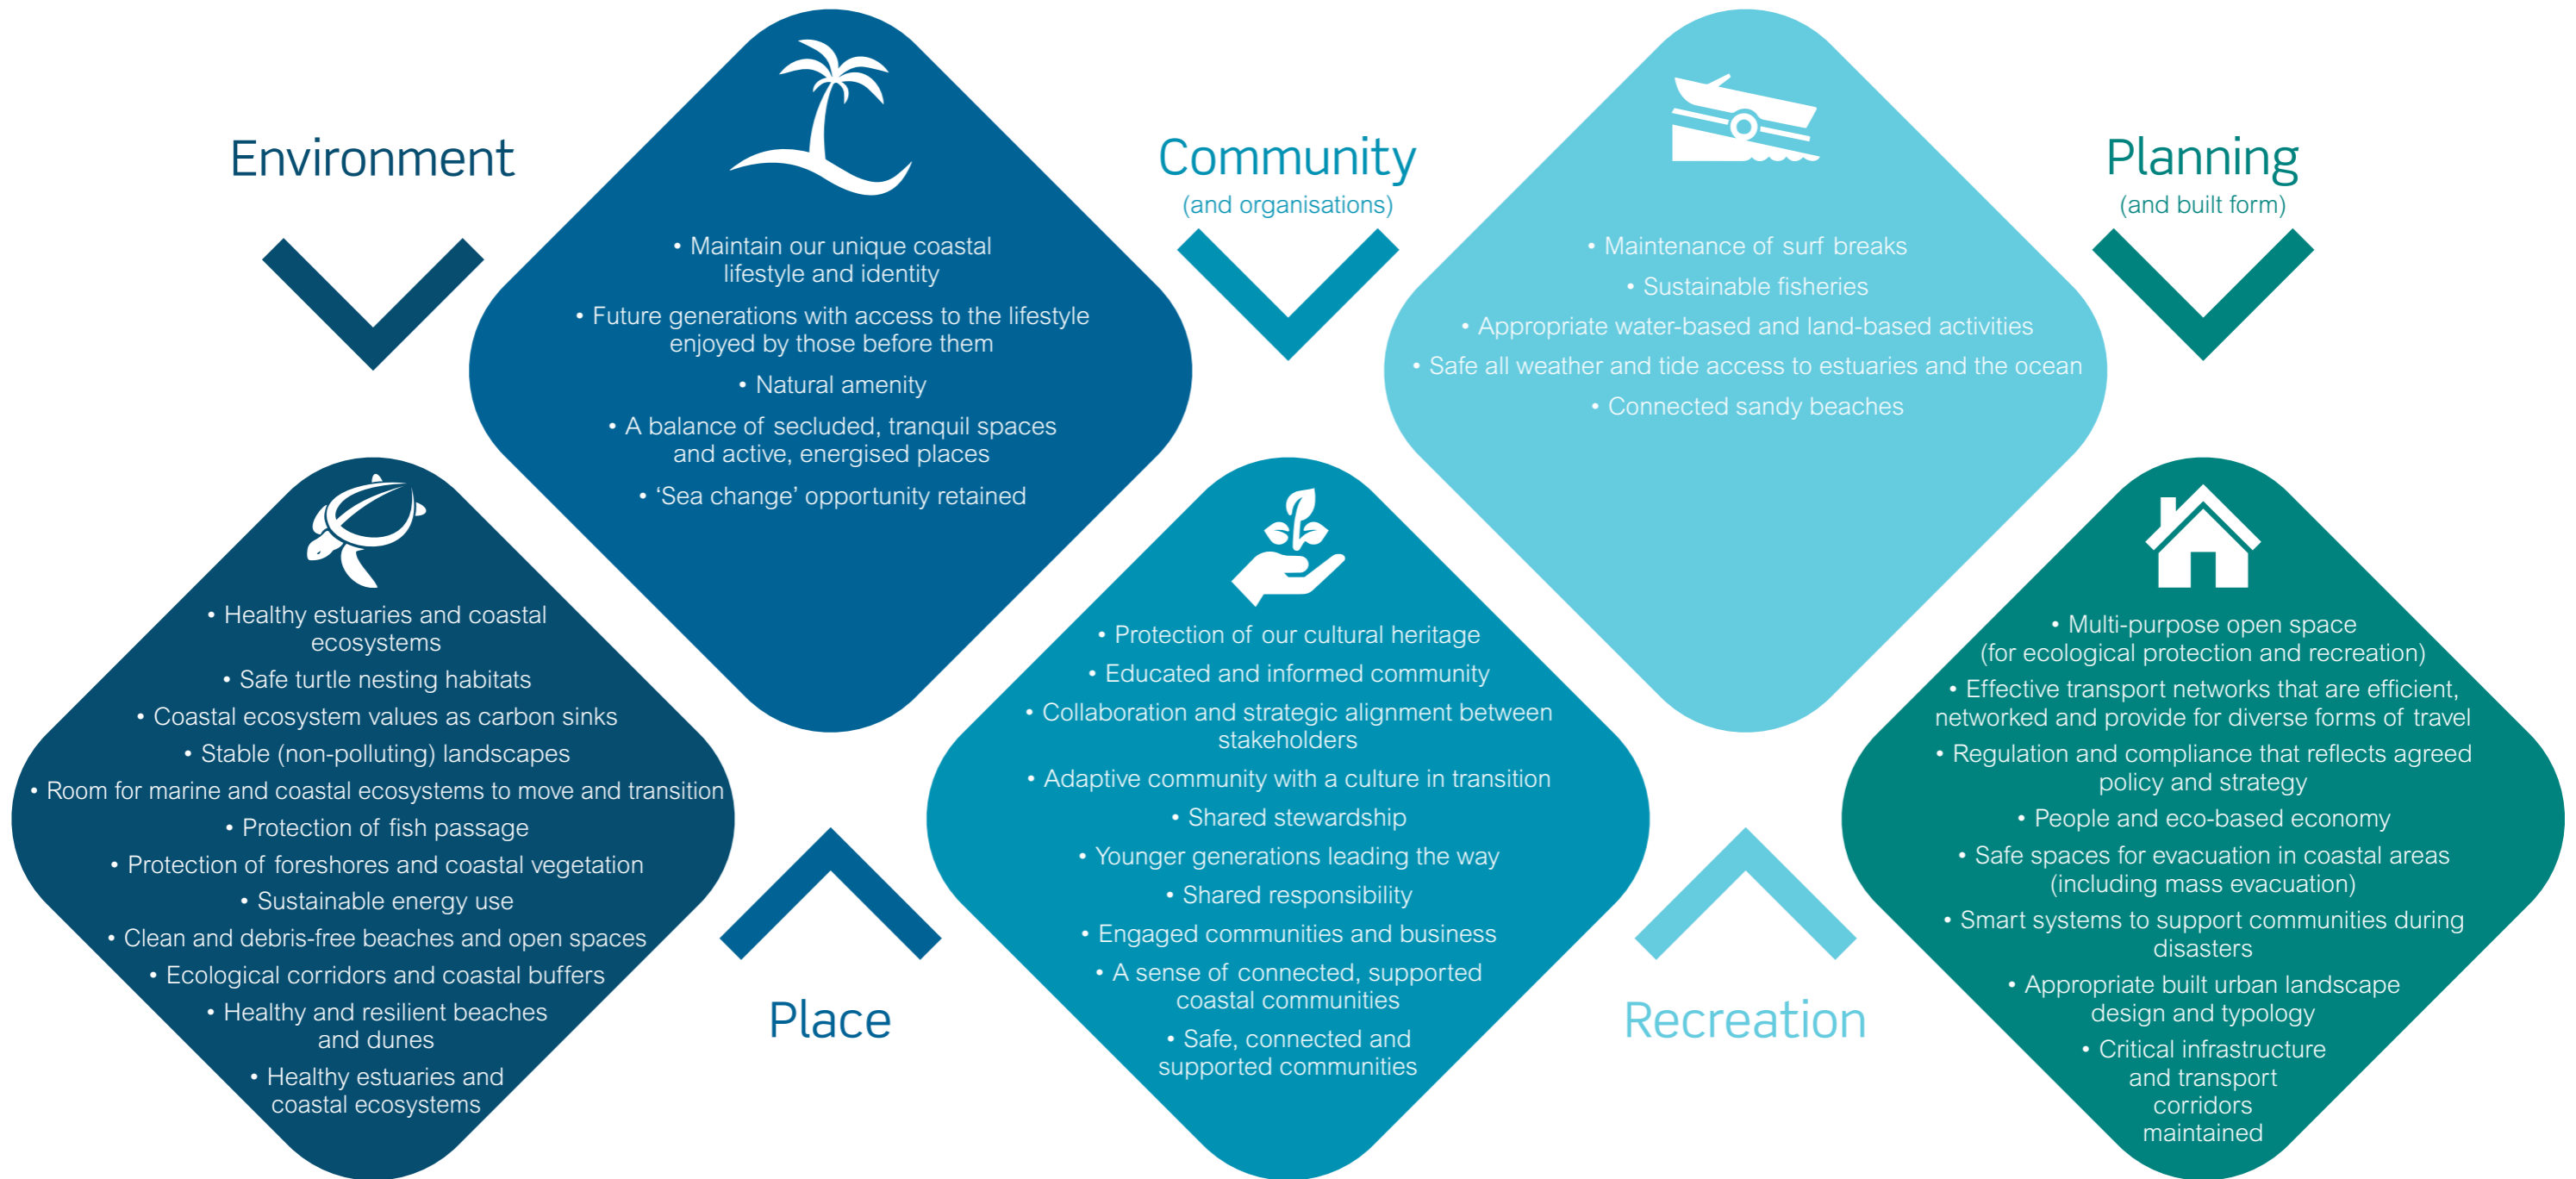 Environment
• Healthy estuaries and coastal
ecosystems
• Safe turtle nesting habitats
• Coastal ecosystem values as carbon sinks
• Stable (non-polluting) landscapes
• Room for marine and coastal ecosystems to move and transition
• Protection of fish passage
• Protection of foreshores and coastal vegetation
• Sustainable energy use
• Clean and debris-free beaches and open spaces
• Ecological corridors and coastal buffers
• Healthy and resilient beaches
and dunes
• Healthy estuaries and
coastal ecosystems
• Maintain our unique coastal
lifestyle and identity
• Future generations with access to the lifestyle
enjoyed by those before them
• Natural amenity
• A balance of secluded, tranquil spaces
and active, energised places
• ‘Sea change’ opportunity retained
Place
Community
(and organisations)
• Protection of our cultural heritage
• Educated and informed community
• Collaboration and strategic alignment between
stakeholders
• Adaptive community with a culture in transition
• Shared stewardship
• Younger generations leading the way
• Shared responsibility
• Engaged communities and business
• A sense of connected, supported
coastal communities
• Safe, connected and
supported communities
• Maintenance of surf breaks
• Sustainable fisheries
• Appropriate water-based and land-based activities
• Safe all weather and tide access to estuaries and the ocean
• Connected sandy beaches
Recreation
Planning
(and built form)
• Multi-purpose open space
(for ecological protection and recreation)
• Effective transport networks that are efficient,
networked and provide for diverse forms of travel
• Regulation and compliance that reflects agreed
policy and strategy
• People and eco-based economy
• Safe spaces for evacuation in coastal areas
(including mass evacuation)
• Smart systems to support communities during
disasters
• Appropriate built urban landscape
design and typology
• Critical infrastructure
and transport
corridors
maintained